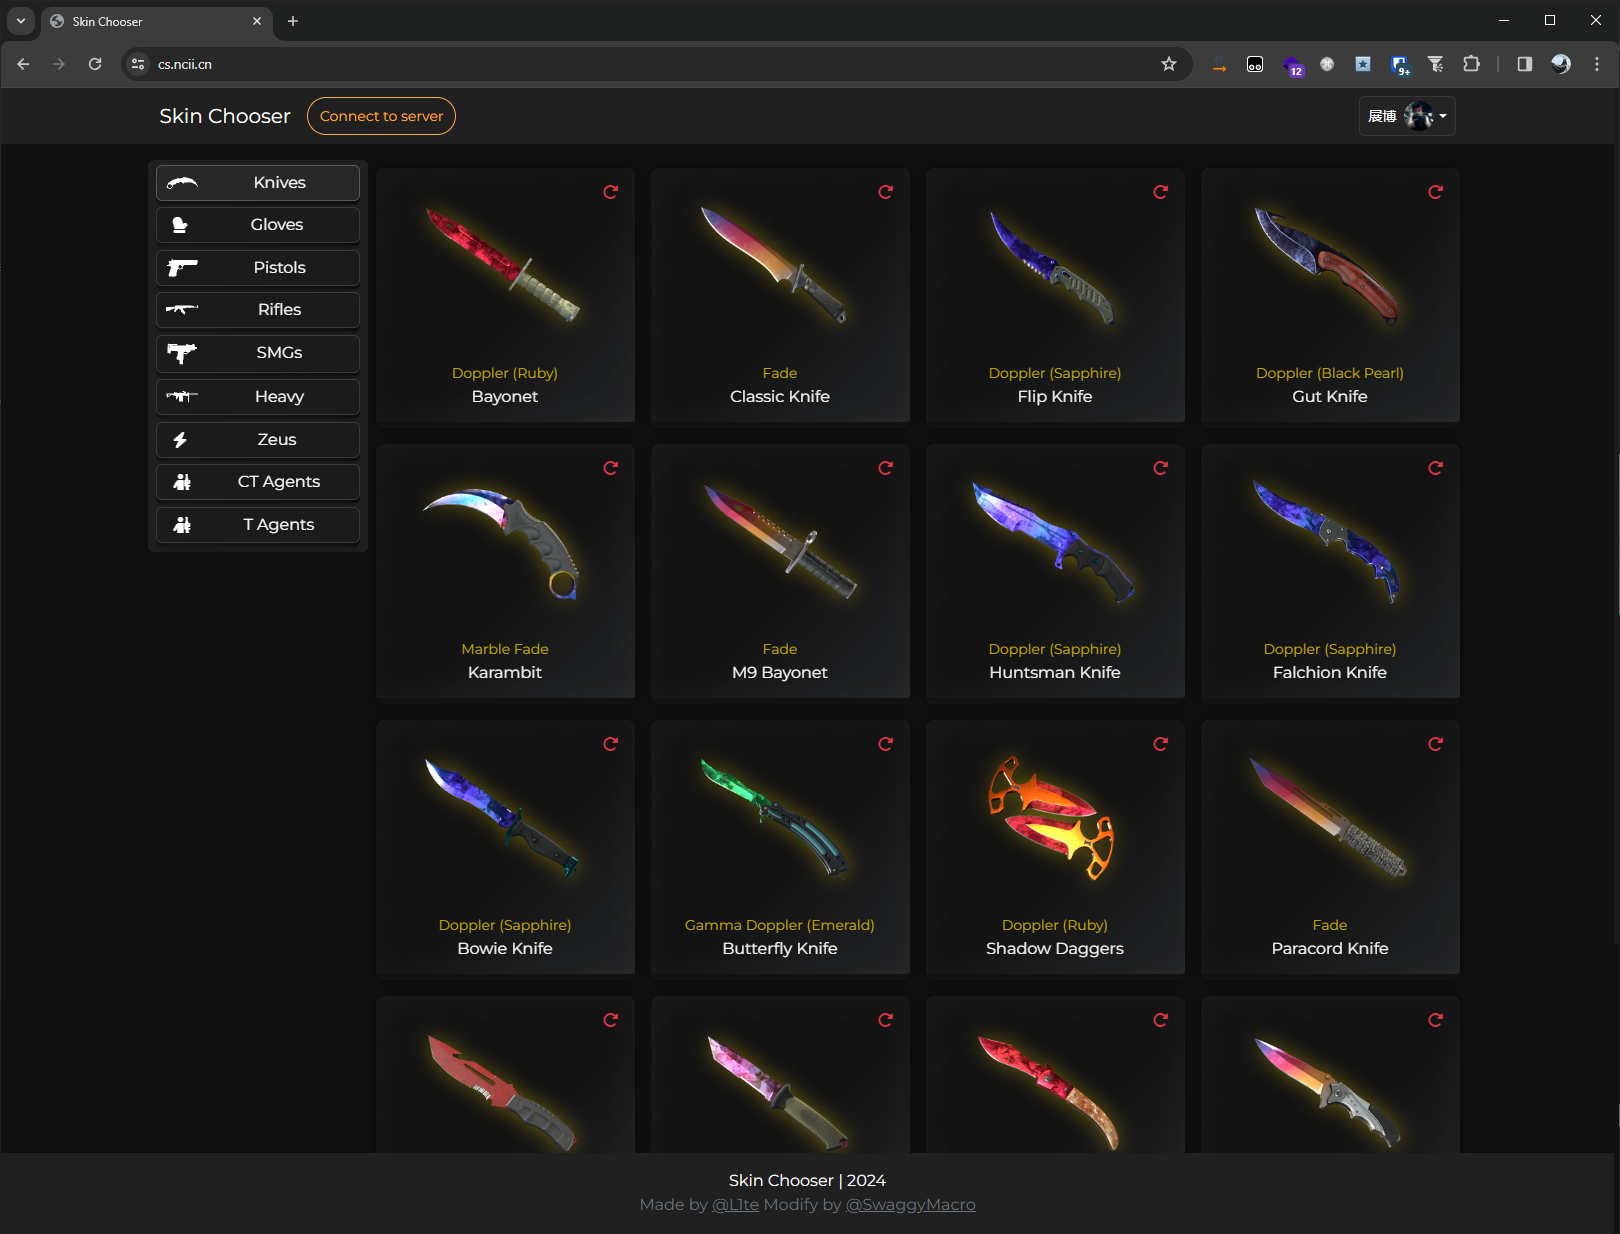 Skin Chooser
cs.ncii.cn
12
9+
Skin Chooser
Connect to server
展博
Knives
Gloves
Pistols
Rifles
SMGs
Heavy
Zeus
CT Agents
T Agents
Doppler (Ruby)
Bayonet
Fade
Classic Knife
Doppler (Sapphire)
Flip Knife
Doppler (Black Pearl)
Gut Knife
Marble Fade
Karambit
Fade
M9 Bayonet
Doppler (Sapphire)
Huntsman Knife
Doppler (Sapphire)
Falchion Knife
Doppler (Sapphire)
Bowie Knife
Gamma Doppler (Emerald)
Butterfly Knife
Doppler (Ruby)
Shadow Daggers
Fade
Paracord Knife
Skin Chooser | 2024
Made by @L1te Modify by @SwaggyMacro